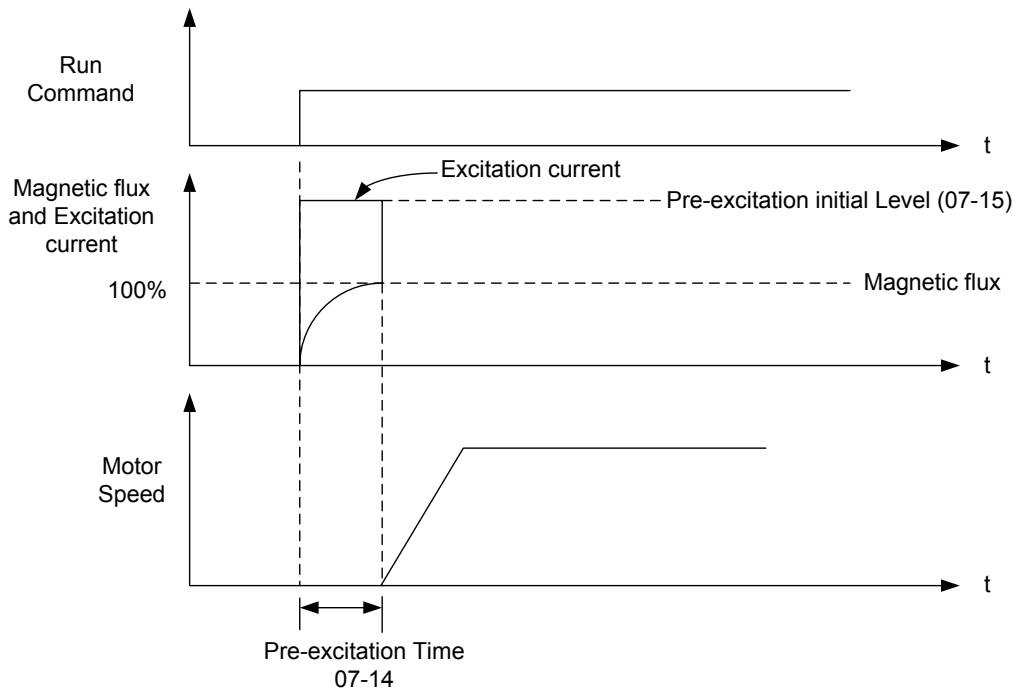 Run
Command
t
Excitation current
Magnetic flux
and Excitation
current
Pre-excitation initial Level (07-15)
100%
Magnetic flux
t
Motor
Speed
t
Pre-excitation Time
07-14